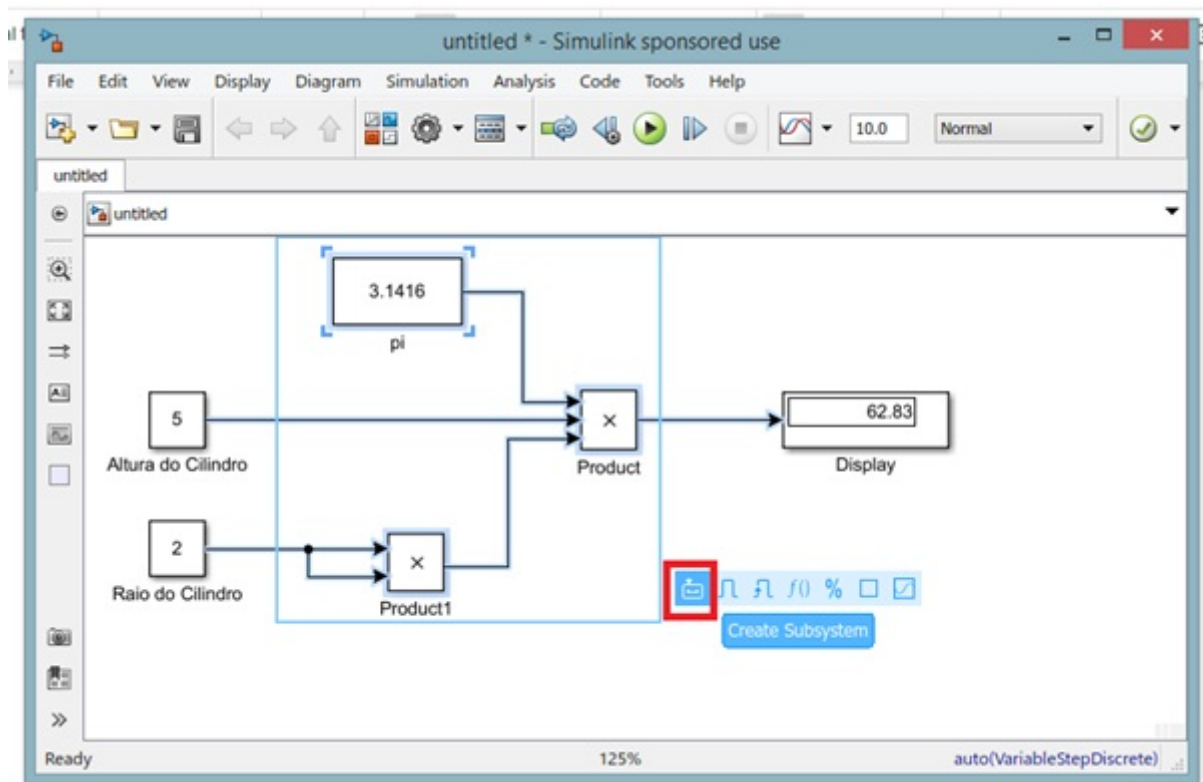 untitled * - Simulink sponsored use
File Edit View Display Diagram Simulation Analysis Code Tools Help
10.0 Normal
untitled
untitled
3.1416
pi
5
Altura do Cilindro
×
Product
62.83
Display
2
Raio do Cilindro
×
Product1
f() %
Create Subsystem
Ready 125% auto(VariableStepDiscrete)